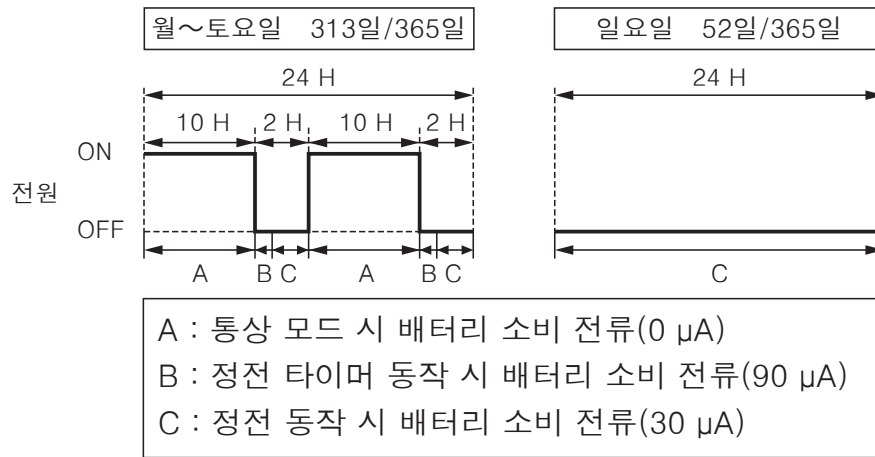 월~토요일 313일/365일
일요일 52일/365일
24 H
24 H
10 H 2 H 10 H 2 H
ON
전원
OFF
A B C A B C
C
A : 통상 모드 시 배터리 소비 전류(0 μA)
B : 정전 타이머 동작 시 배터리 소비 전류(90 μA)
C : 정전 동작 시 배터리 소비 전류(30 μA)